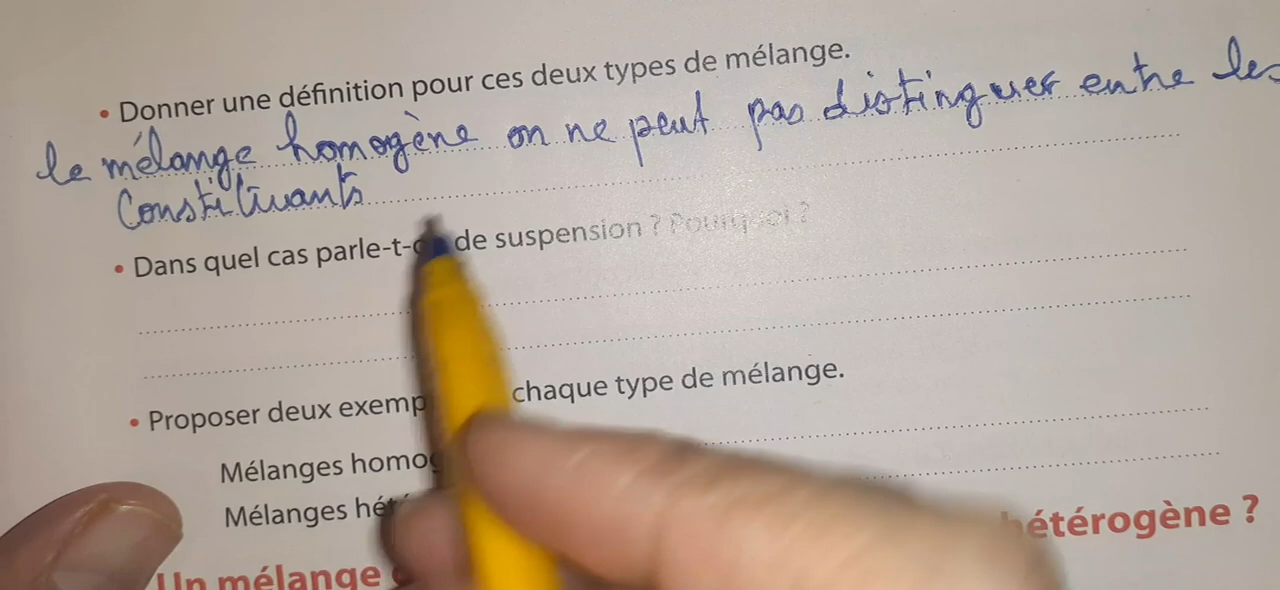 • Donner une définition pour ces deux types de mélange.
le mélange homogène on ne peut pas distinguer entre les
Constituants
• Dans quel cas parle-t-on de suspension ? Pourquoi ?
• Proposer deux exemp chaque type de mélange.
Mélanges homog
Mélanges hét
Un mélange hétérogène ?